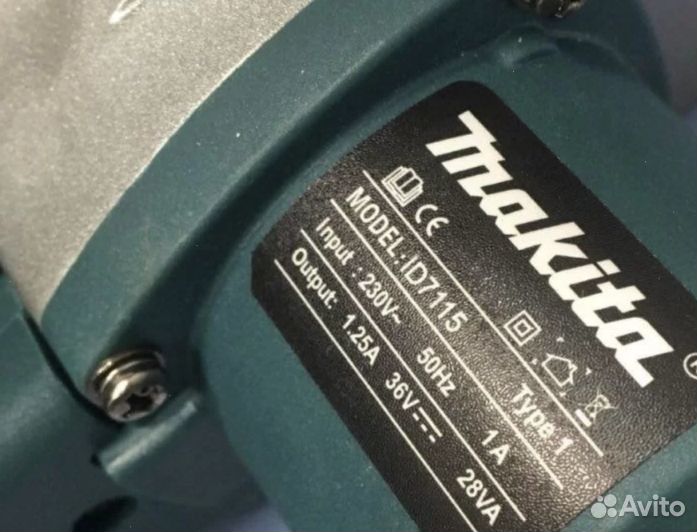 makita
MODEL: ID7115 Type 1
Input : 230V~ 50Hz 1A
Output: 1.25A 36V 28VA
Avito